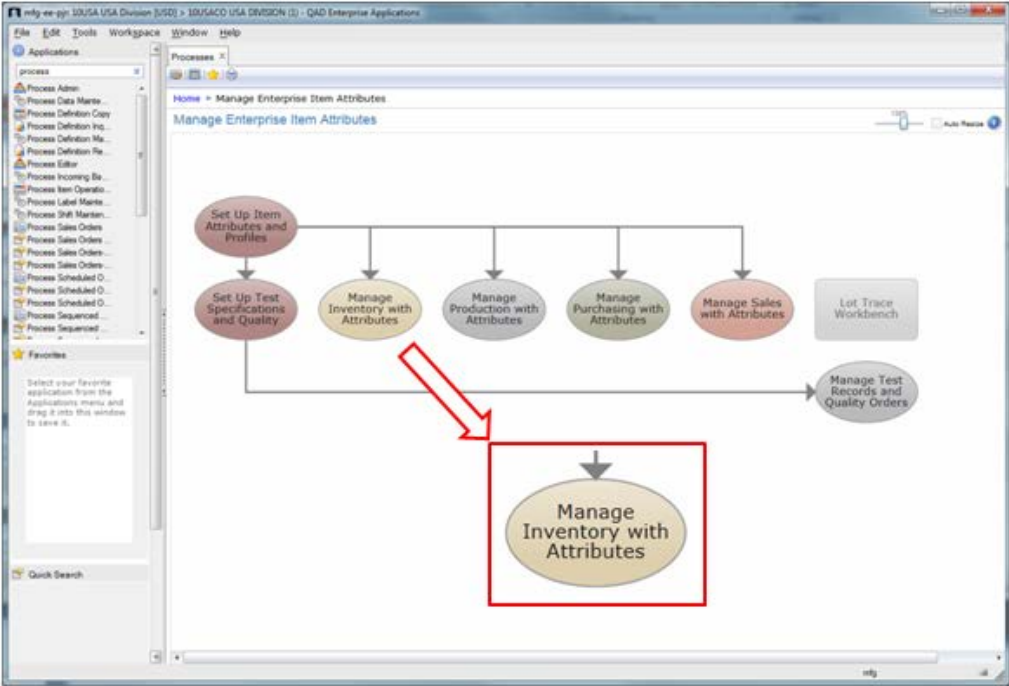 mfg-ee-pjr: 10USA USA Division [USD] > 10USACO USA DIVISION (1) - QAD Enterprise Applications
File Edit Tools Workspace Window Help
Applications
process
Process Admin
Process Data Mainte...
Process Definition Copy
Process Definition Inq...
Process Definition Ma...
Process Definition Re...
Process Editor
Process Incoming Ba...
Process Item Operatio...
Process Label Mainte...
Process Shift Mainten...
Process Sales Orders
Process Sales Orders ...
Process Sales Orders-...
Process Sales Orders-...
Process Scheduled O...
Process Scheduled O...
Process Scheduled O...
Process Sequenced ...
Process Sequenced ...
Favorites
Select your favorite
application from the
Applications menu and
drag it into this window
to save it.
Quick Search
Processes
Home > Manage Enterprise Item Attributes
Manage Enterprise Item Attributes
Auto Resize
Set Up Item
Attributes and
Profiles
Set Up Test
Specifications
and Quality
Manage
Inventory with
Attributes
Manage
Production with
Attributes
Manage
Purchasing with
Attributes
Manage Sales
with Attributes
Lot Trace
Workbench
Manage Test
Records and
Quality Orders
Manage
Inventory with
Attributes
mfg